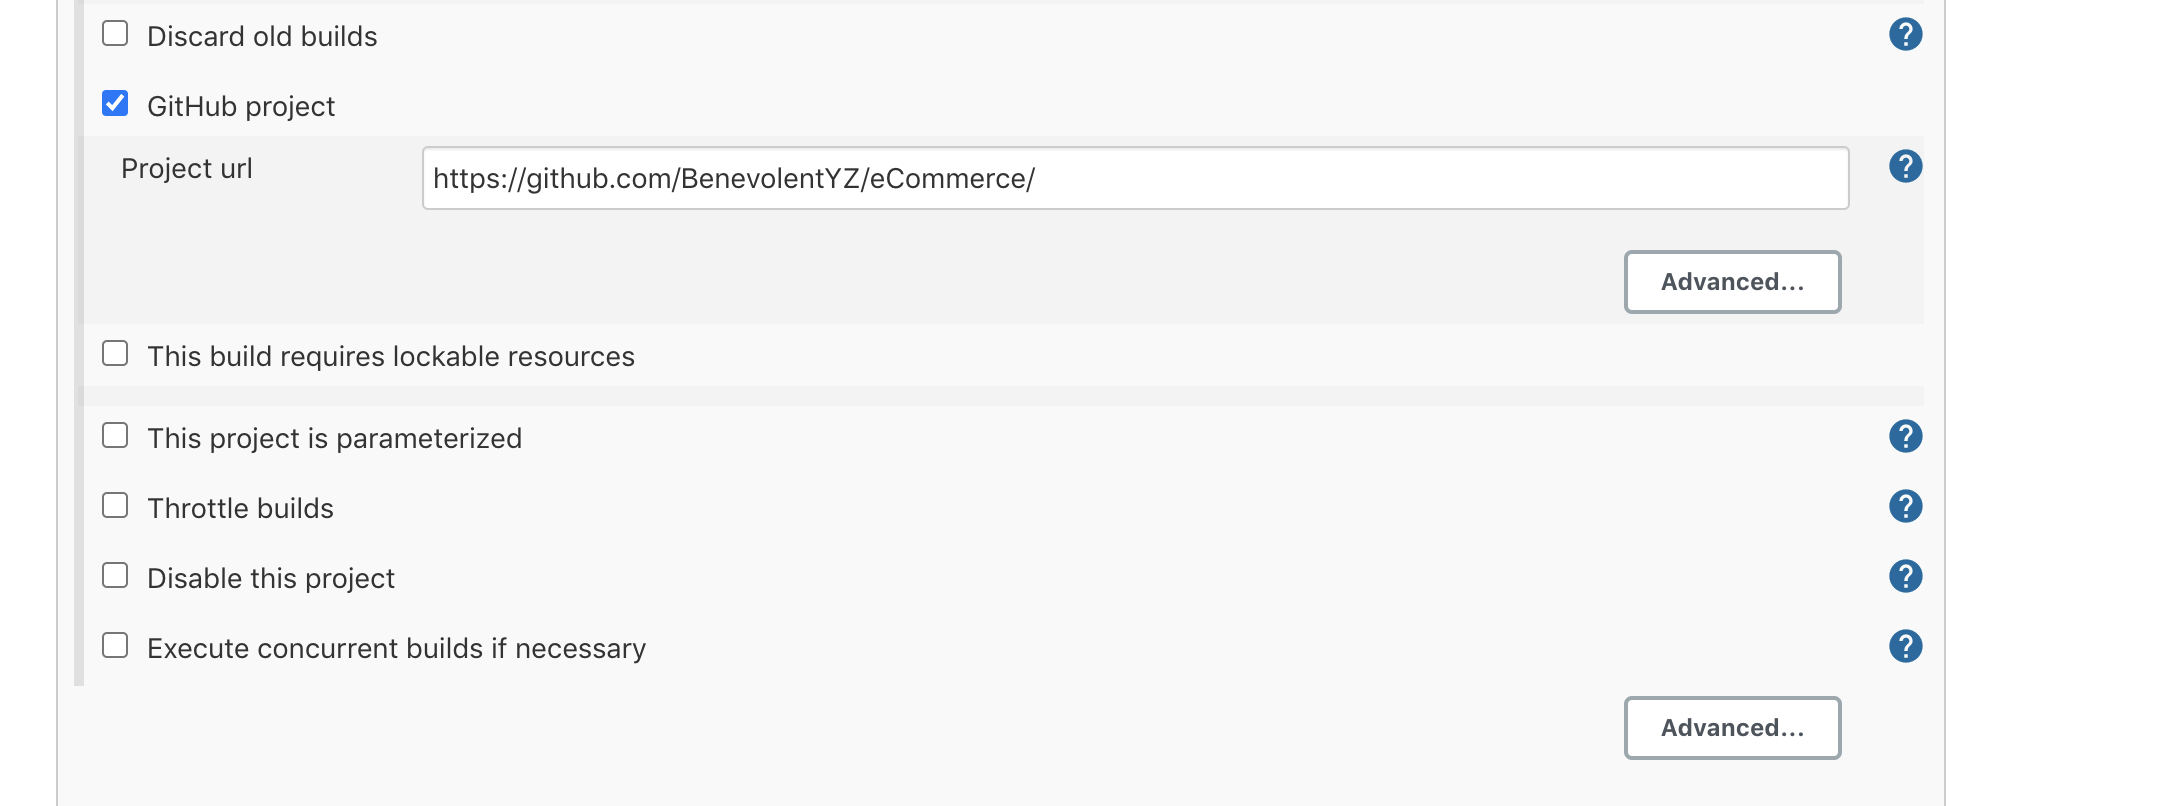 Discard old builds
GitHub project
Project url
https://github.com/BenevolentYZ/eCommerce/
Advanced...
This build requires lockable resources
This project is parameterized
Throttle builds
Disable this project
Execute concurrent builds if necessary
Advanced...